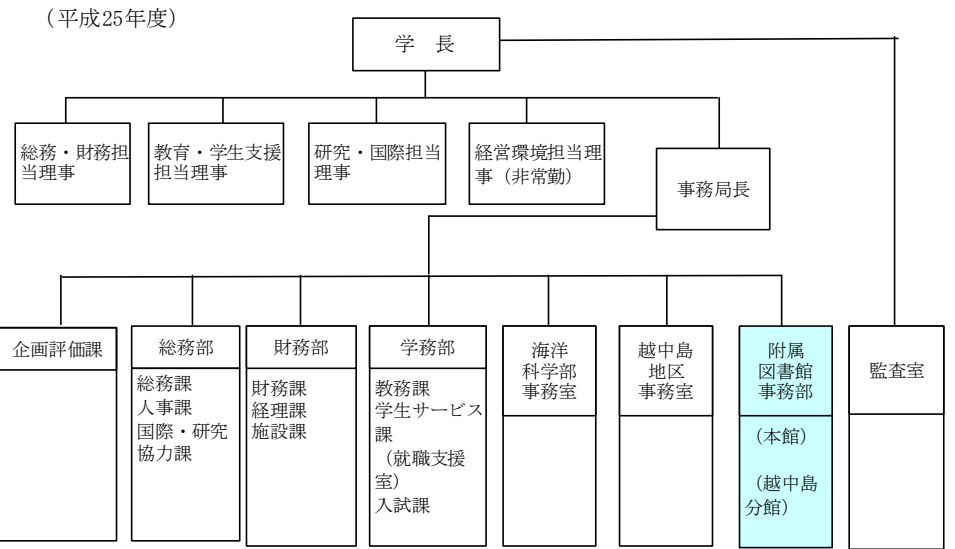 （平成25年度）
学　長
総務・財務担
当理事
教育・学生支援
担当理事
研究・国際担当
理事
経営環境担当理
事（非常勤）
事務局長
企画評価課
総務部
総務課
人事課
国際・研究
協力課
財務部
財務課
経理課
施設課
学務部
教務課
学生サービス
課
（就職支援
室）
入試課
海洋
科学部
事務室
越中島
地区
事務室
附属
図書館
事務部
（本館）
（越中島
分館）
監査室